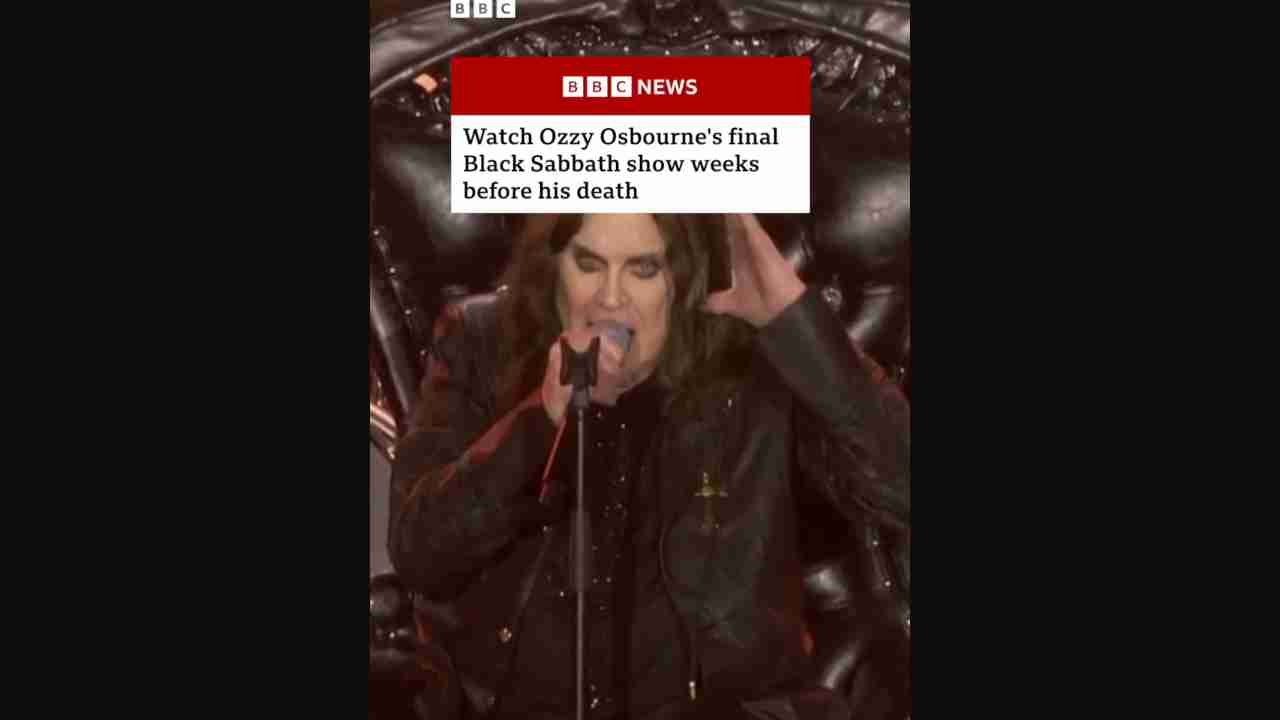 BBC
BBC NEWS
Watch Ozzy Osbourne's final
Black Sabbath show weeks
before his death